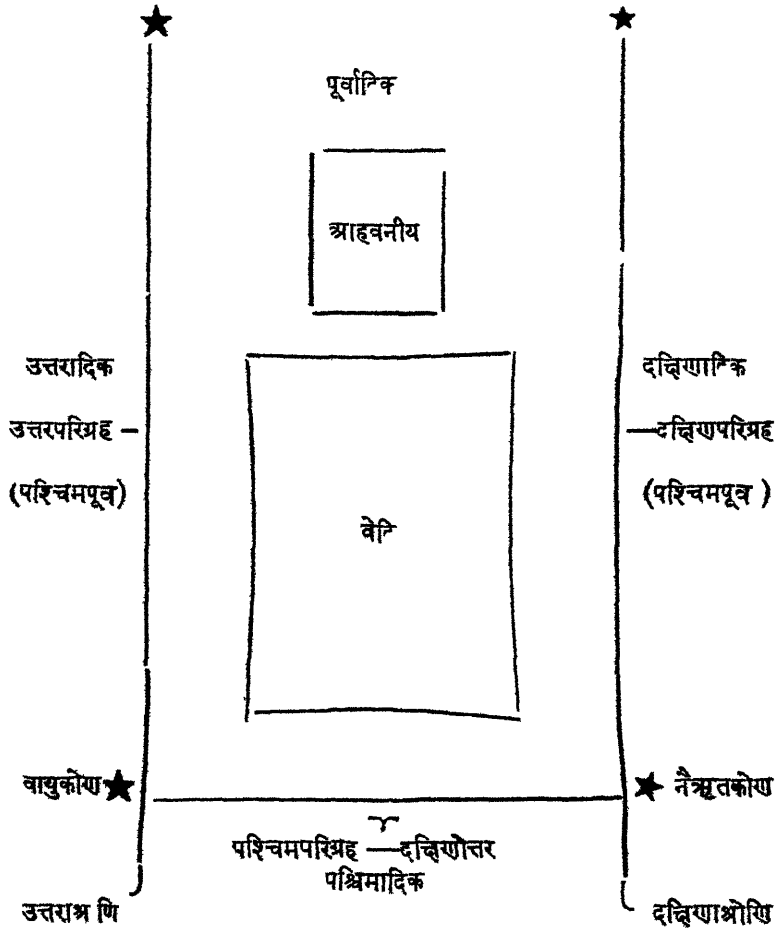 पूर्वादिक
आहवनीय
उत्तरादिक
दक्षिणादिक
उत्तरपरिग्रह
दक्षिणपरिग्रह
(पश्चिमपूव)
(पश्चिमपूव )
वेदि
वायुकोण
नैऋतकोण
पश्चिमपरिग्रह — दक्षिणोत्तर
पश्चिमादिक
उत्तराश्र णि
दक्षिणाश्रोणि